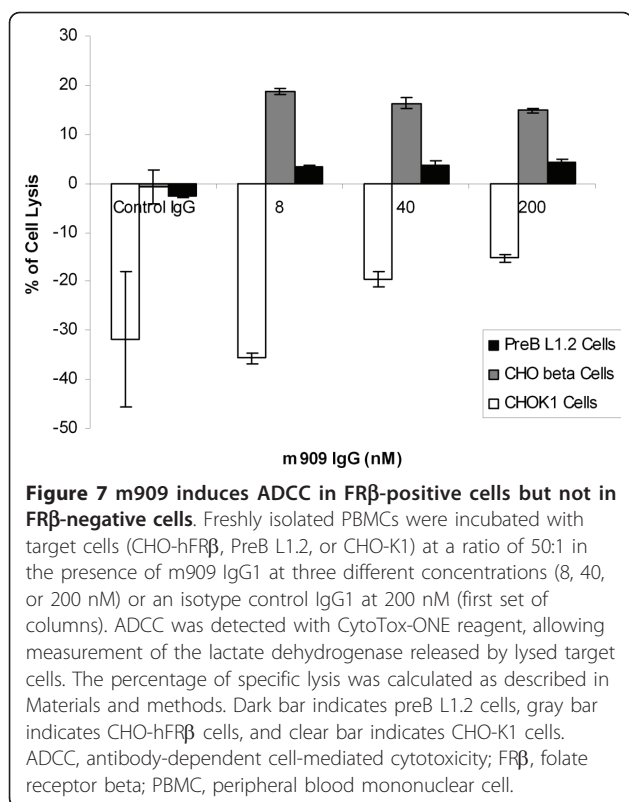 30
20
10
0
-10
-20
-30
-40
-50
% of Cell Lysis
Control IgG 8 40 200
PreB L1.2 Cells
CHO beta Cells
CHOK1 Cells
m909 IgG (nM)
Figure 7 m909 induces ADCC in FRβ-positive cells but not in
FRβ-negative cells. Freshly isolated PBMCs were incubated with
target cells (CHO-hFRβ, PreB L1.2, or CHO-K1) at a ratio of 50:1 in
the presence of m909 IgG1 at three different concentrations (8, 40,
or 200 nM) or an isotype control IgG1 at 200 nM (first set of
columns). ADCC was detected with CytoTox-ONE reagent, allowing
measurement of the lactate dehydrogenase released by lysed target
cells. The percentage of specific lysis was calculated as described in
Materials and methods. Dark bar indicates preB L1.2 cells, gray bar
indicates CHO-hFRβ cells, and clear bar indicates CHO-K1 cells.
ADCC, antibody-dependent cell-mediated cytotoxicity; FRβ, folate
receptor beta; PBMC, peripheral blood mononuclear cell.